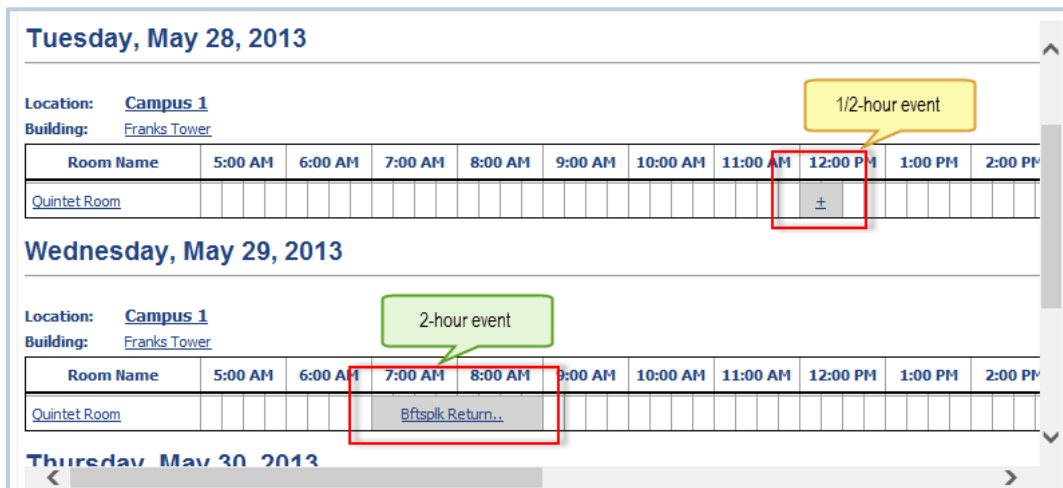 Tuesday, May 28, 2013
1/2-hour event
Location: Campus 1
Building: Franks Tower
Room Name 5:00 AM 6:00 AM 7:00 AM 8:00 AM 9:00 AM 10:00 AM 11:00 AM 12:00 PM 1:00 PM 2:00 PM
Quintet Room +
Wednesday, May 29, 2013
2-hour event
Location: Campus 1
Building: Franks Tower
Room Name 5:00 AM 6:00 AM 7:00 AM 8:00 AM 9:00 AM 10:00 AM 11:00 AM 12:00 PM 1:00 PM 2:00 PM
Quintet Room Bftsplk Return..
Thursday, May 30, 2013